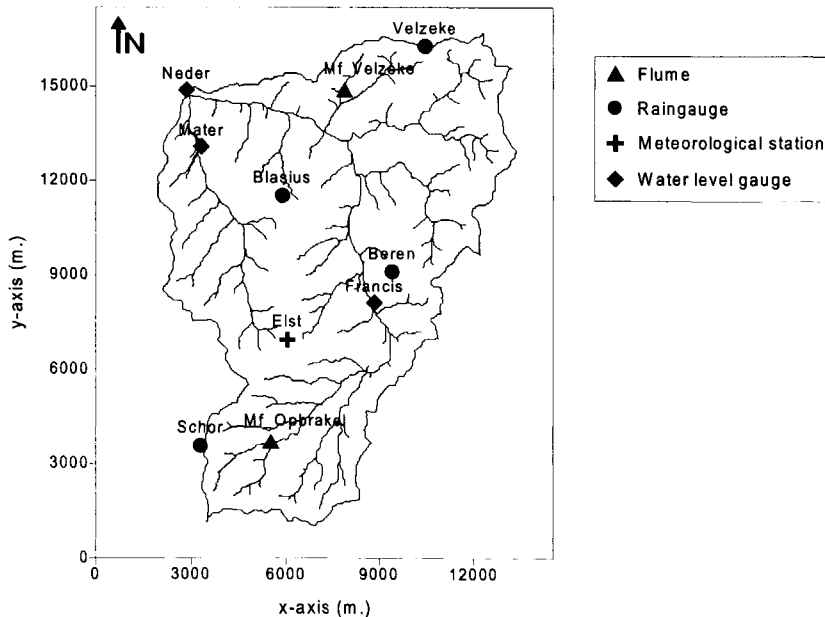 N
Velzeke
Mf_Velzeke
Neder
Mater
Blasius
Beren
Francis
Elst
Schor
Mf_Opbrakel
15000
12000
9000
6000
3000
0
y-axis (m.)
0 3000 6000 9000 12000
x-axis (m.)
Flume
Raingauge
Meteorological station
Water level gauge